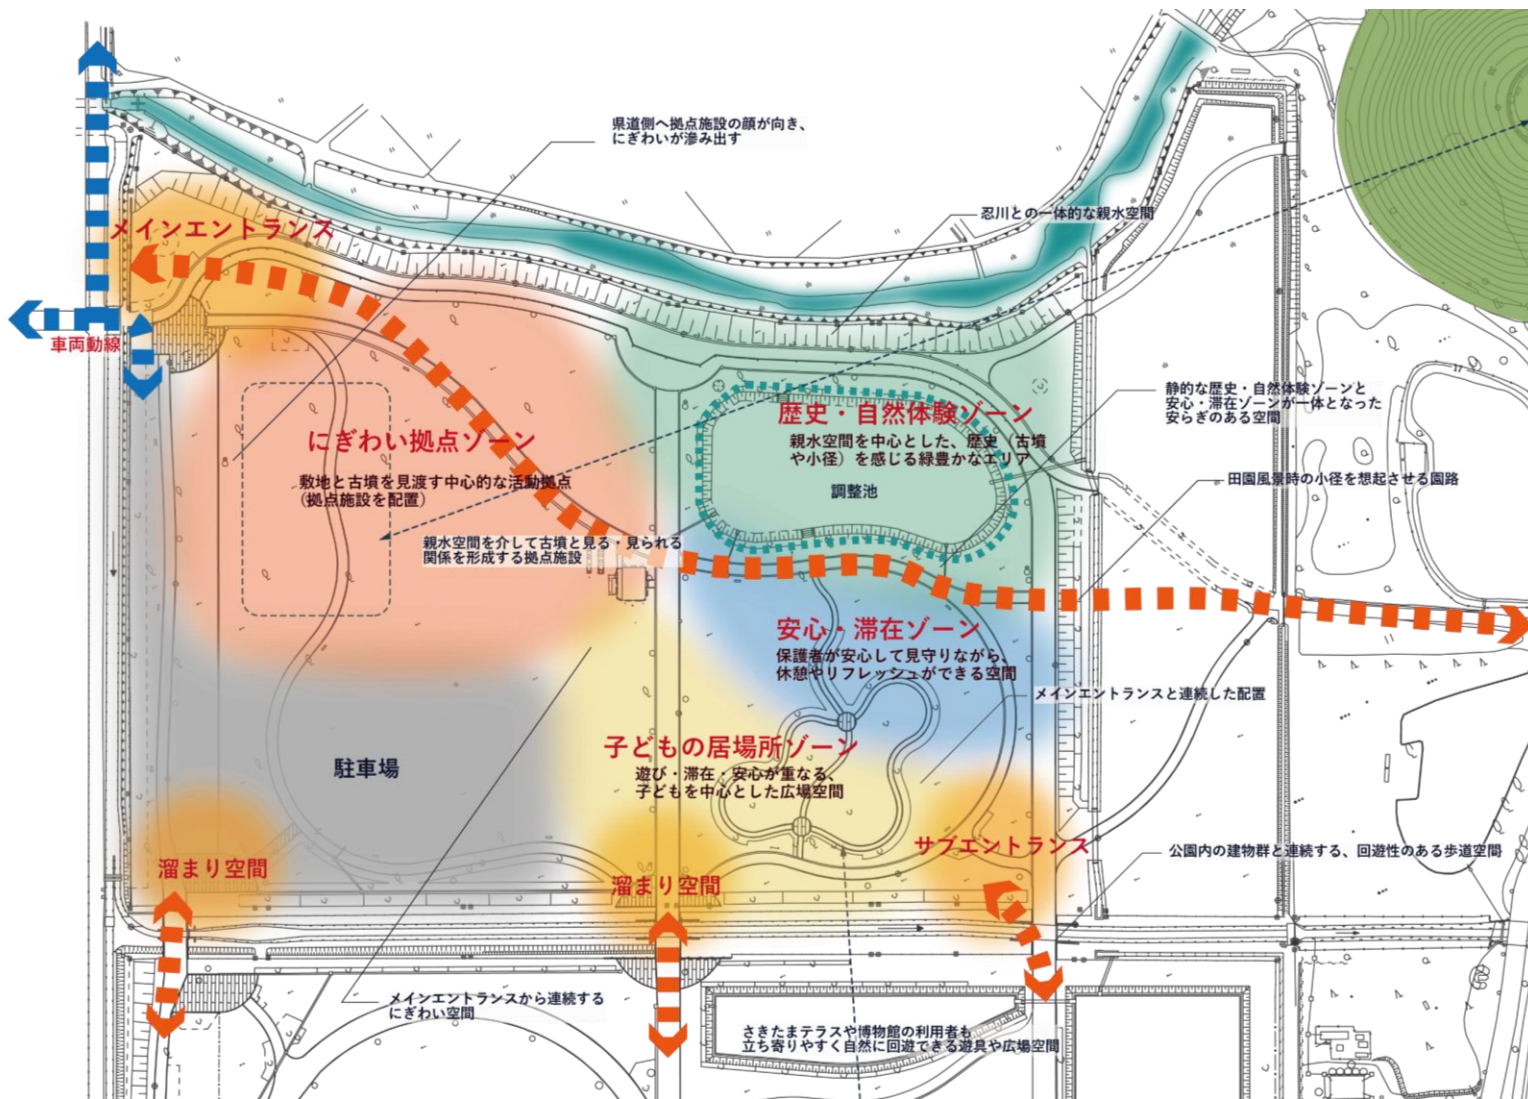 県道側へ拠点施設の顔が向き、
にぎわいが滲み出す
メインエントランス
忍川との一体的な親水空間
車両動線
静的な歴史・自然体験ゾーンと
安心・滞在ゾーンが一体となった
安らぎのある空間
歴史・自然体験ゾーン
親水空間を中心とした、歴史（古墳
や小径）を感じる緑豊かなエリア
調整池
にぎわい拠点ゾーン
敷地と古墳を見渡す中心的な活動拠点
（拠点施設を配置）
田園風景時の小径を想起させる園路
親水空間を介して古墳と見る・見られる
関係を形成する拠点施設
安心・滞在ゾーン
保護者が安心して見守りながら、
休憩やリフレッシュができる空間
メインエントランスと連続した配置
子どもの居場所ゾーン
遊び・滞在・安心が重なる、
子どもを中心とした広場空間
駐車場
サブエントランス
公園内の建物群と連続する、回遊性のある歩道空間
溜まり空間
溜まり空間
メインエントランスから連続する
にぎわい空間
さきたまテラスや博物館の利用者も
立ち寄りやすく自然に回遊できる遊具や広場空間